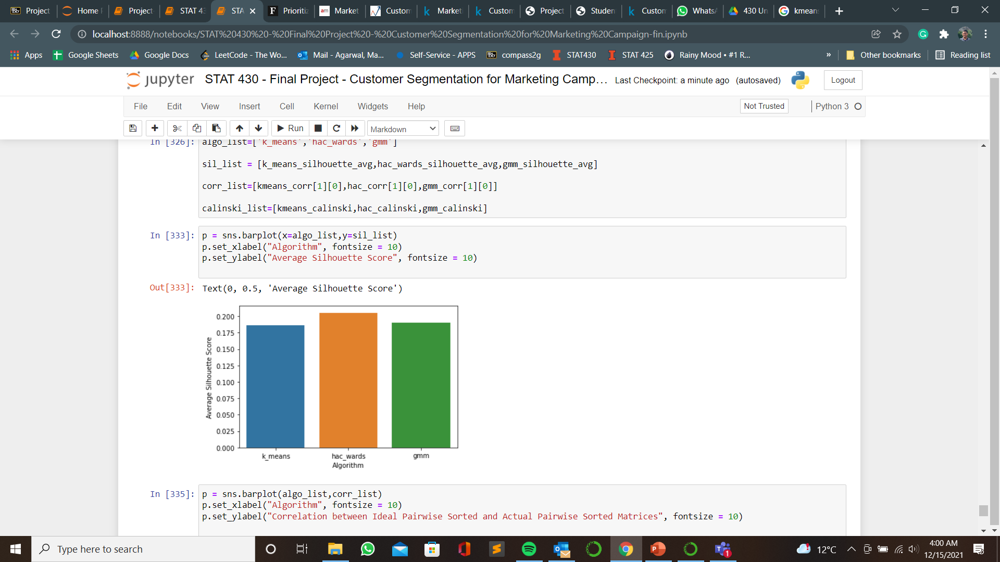 Project
Home
Project
STAT 43
STA
Prioritiz
Market
Custom
Marketi
Custom
Project
Studen
Custom
WhatsA
430 Un
kmeans
localhost:8888/notebooks/STAT%20430%20-%20Final%20Project%20-%20Customer%20Segmentation%20for%20Marketing%20Campaign-fin.ipynb
Apps Google Sheets Google Docs LeetCode - The Wo... Mail - Agarwal, Ma... Self-Service - APPS Bb compass2g STAT430 STAT 425 Rainy Mood • #1 R... » Other bookmarks Reading list
jupyter STAT 430 - Final Project - Customer Segmentation for Marketing Camp... Last Checkpoint: a minute ago (autosaved) Logout
File Edit View Insert Cell Kernel Widgets Help Not Trusted Python 3
Run Markdown
In [326]: algo_list=['k_means','hac_wards','gmm']
sil_list = [k_means_silhouette_avg,hac_wards_silhouette_avg,gmm_silhouette_avg]
corr_list=[kmeans_corr[1][0],hac_corr[1][0],gmm_corr[1][0]]
calinski_list=[kmeans_calinski,hac_calinski,gmm_calinski]
In [333]: p = sns.barplot(x=algo_list,y=sil_list)
p.set_xlabel("Algorithm", fontsize = 10)
p.set_ylabel("Average Silhouette Score", fontsize = 10)
Out[333]: Text(0, 0.5, 'Average Silhouette Score')
0.200
0.175
0.150
0.125
0.100
0.075
0.050
0.025
0.000
Average Silhouette Score
k_means hac_wards gmm
Algorithm
In [335]: p = sns.barplot(algo_list,corr_list)
p.set_xlabel("Algorithm", fontsize = 10)
p.set_ylabel("Correlation between Ideal Pairwise Sorted and Actual Pairwise Sorted Matrices", fontsize = 10)
Type here to search
12°C
4:00 AM
12/15/2021